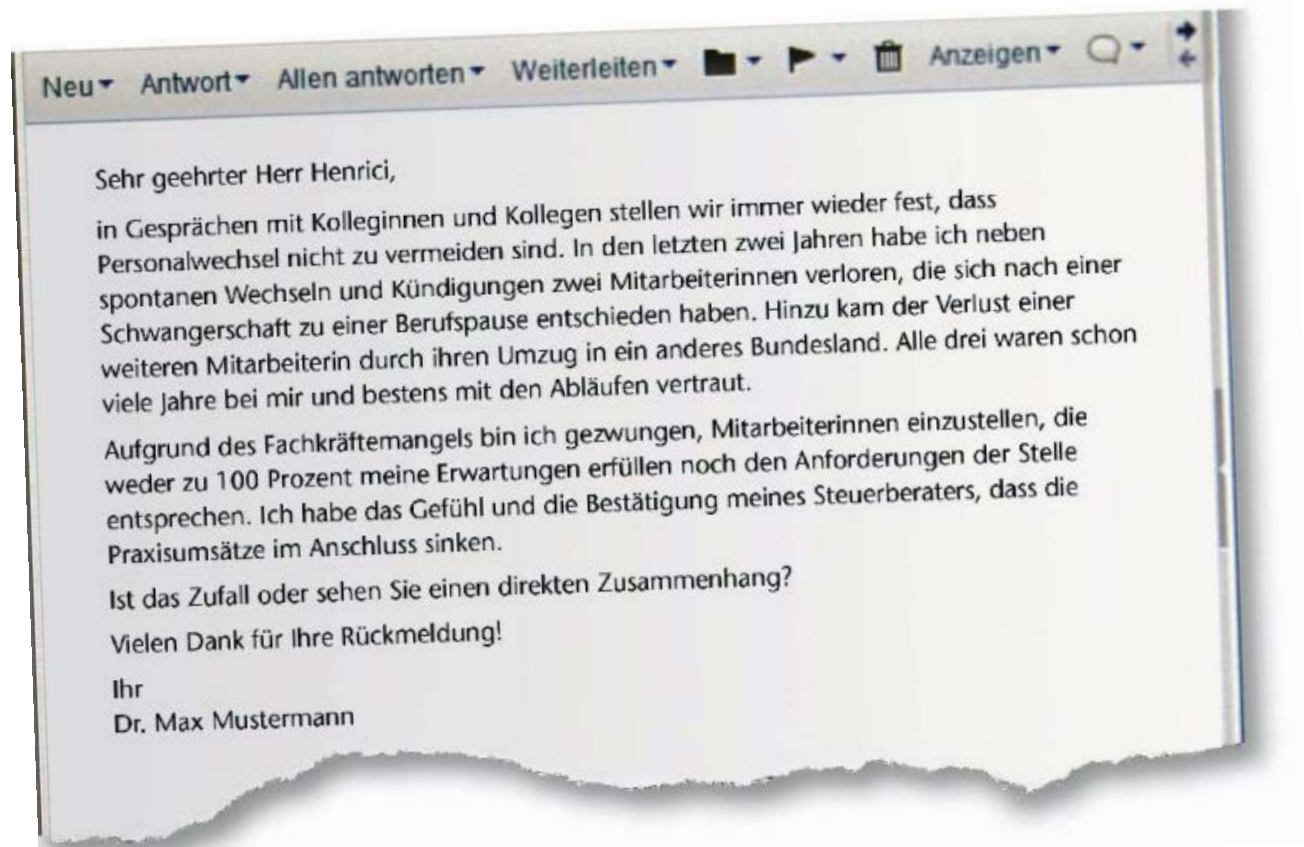 Neu Antwort Allen antworten Weiterleiten Anzeigen
Sehr geehrter Herr Henrici,
in Gesprächen mit Kolleginnen und Kollegen stellen wir immer wieder fest, dass
Personalwechsel nicht zu vermeiden sind. In den letzten zwei Jahren habe ich neben
spontanen Wechseln und Kündigungen zwei Mitarbeiterinnen verloren, die sich nach einer
Schwangerschaft zu einer Berufspause entschieden haben. Hinzu kam der Verlust einer
weiteren Mitarbeiterin durch ihren Umzug in ein anderes Bundesland. Alle drei waren schon
viele Jahre bei mir und bestens mit den Abläufen vertraut.
Aufgrund des Fachkräftemangels bin ich gezwungen, Mitarbeiterinnen einzustellen, die
weder zu 100 Prozent meine Erwartungen erfüllen noch den Anforderungen der Stelle
entsprechen. Ich habe das Gefühl und die Bestätigung meines Steuerberaters, dass die
Praxisumsätze im Anschluss sinken.
Ist das Zufall oder sehen Sie einen direkten Zusammenhang?
Vielen Dank für Ihre Rückmeldung!
Ihr
Dr. Max Mustermann